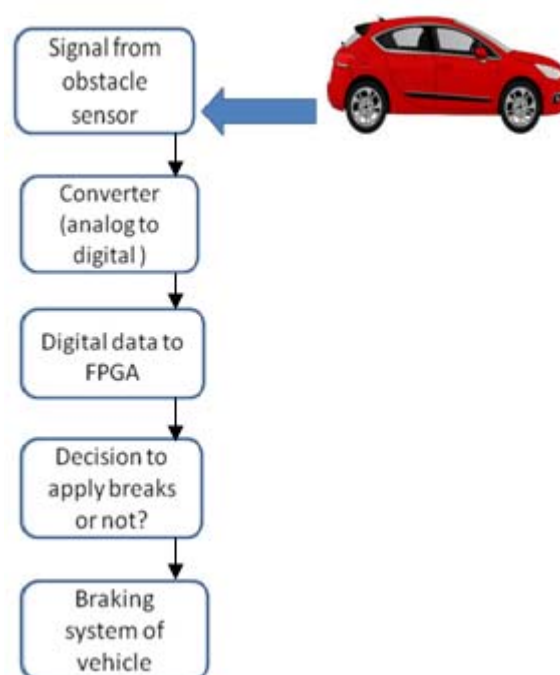 Signal from
obstacle
sensor
Converter
(analog to
digital )
Digital data to
FPGA
Decision to
apply breaks
or not?
Braking
system of
vehicle